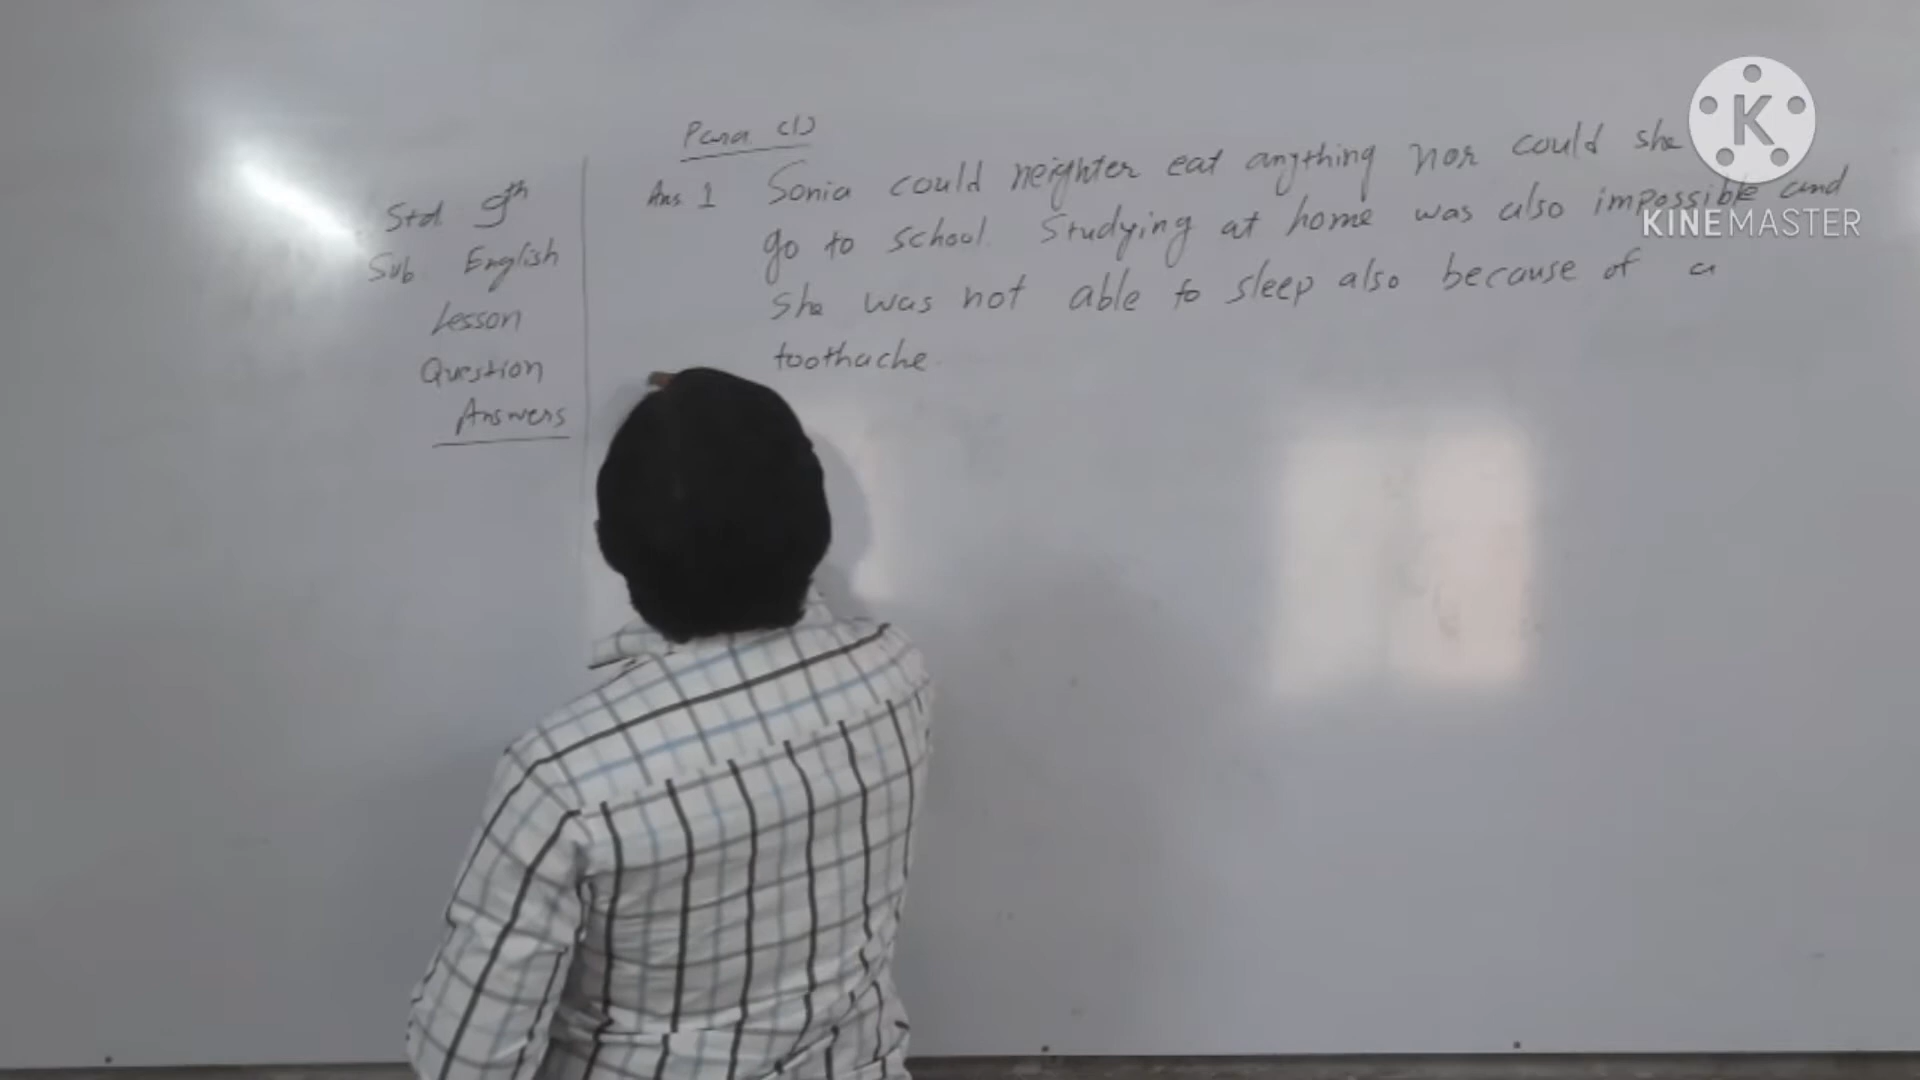 Std 9th
Sub. English
Lesson
Question
Answers
Para (1)
Ans. 1 Sonia could neighter eat anything nor could she
go to school. Studying at home was also impossible and
she was not able to sleep also because of a
toothache.
K
KINEMASTER